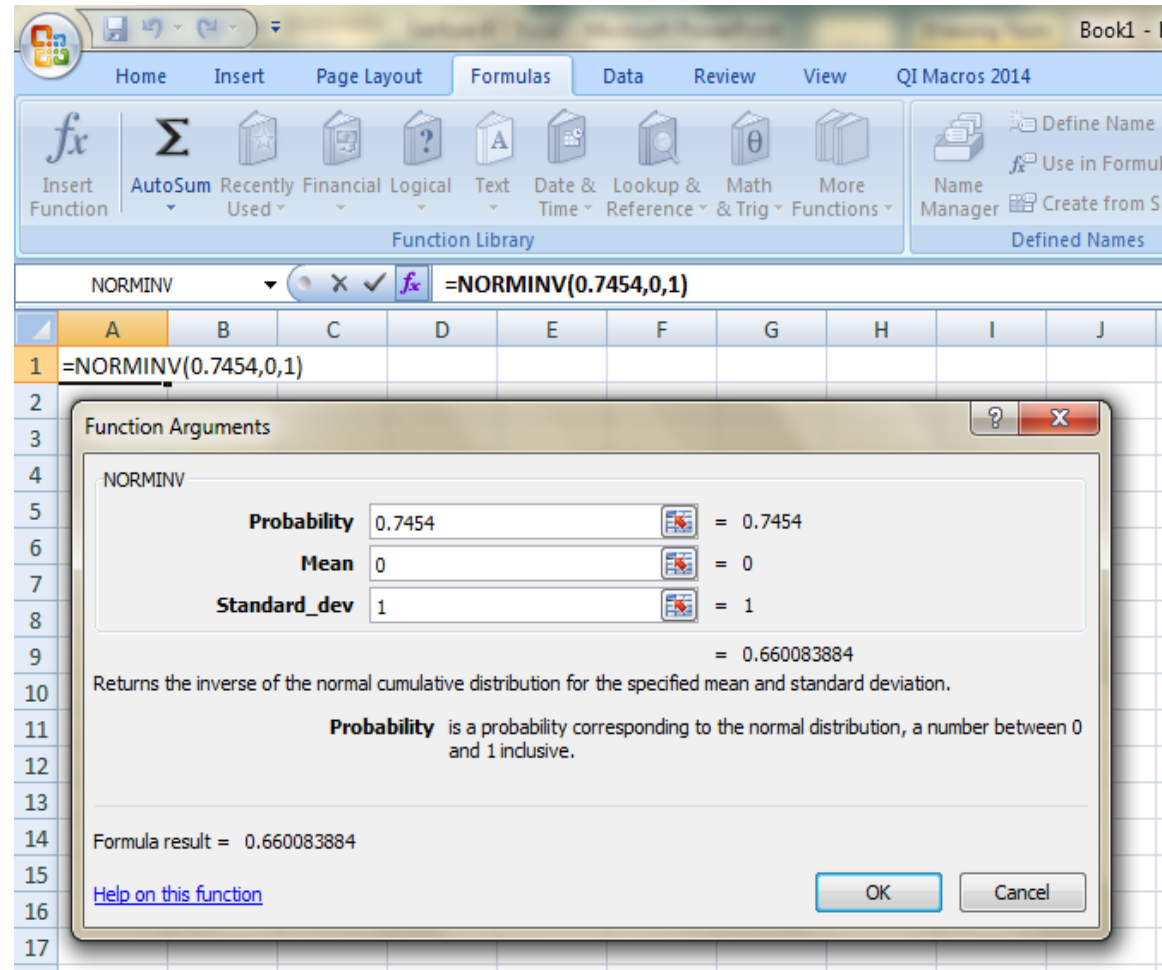 Book1 -
Home Insert Page Layout Formulas Data Review View QI Macros 2014
fx Σ ? A θ Define Name
Insert Function AutoSum Recently Used Financial Logical Text Date & Time Lookup & Reference Math & Trig More Functions Name Manager Use in Formul
Create from S
Function Library Defined Names
NORMINV fx =NORMINV(0.7454,0,1)
A B C D E F G H I J
1 =NORMINV(0.7454,0,1)
2
Function Arguments ? X
3
4 NORMINV
5 Probability 0.7454 = 0.7454
6 Mean 0 = 0
7
8 Standard_dev 1 = 1
9 = 0.660083884
10 Returns the inverse of the normal cumulative distribution for the specified mean and standard deviation.
11 Probability is a probability corresponding to the normal distribution, a number between 0
12 and 1 inclusive.
13
14 Formula result = 0.660083884
15 Help on this function OK Cancel
16
17